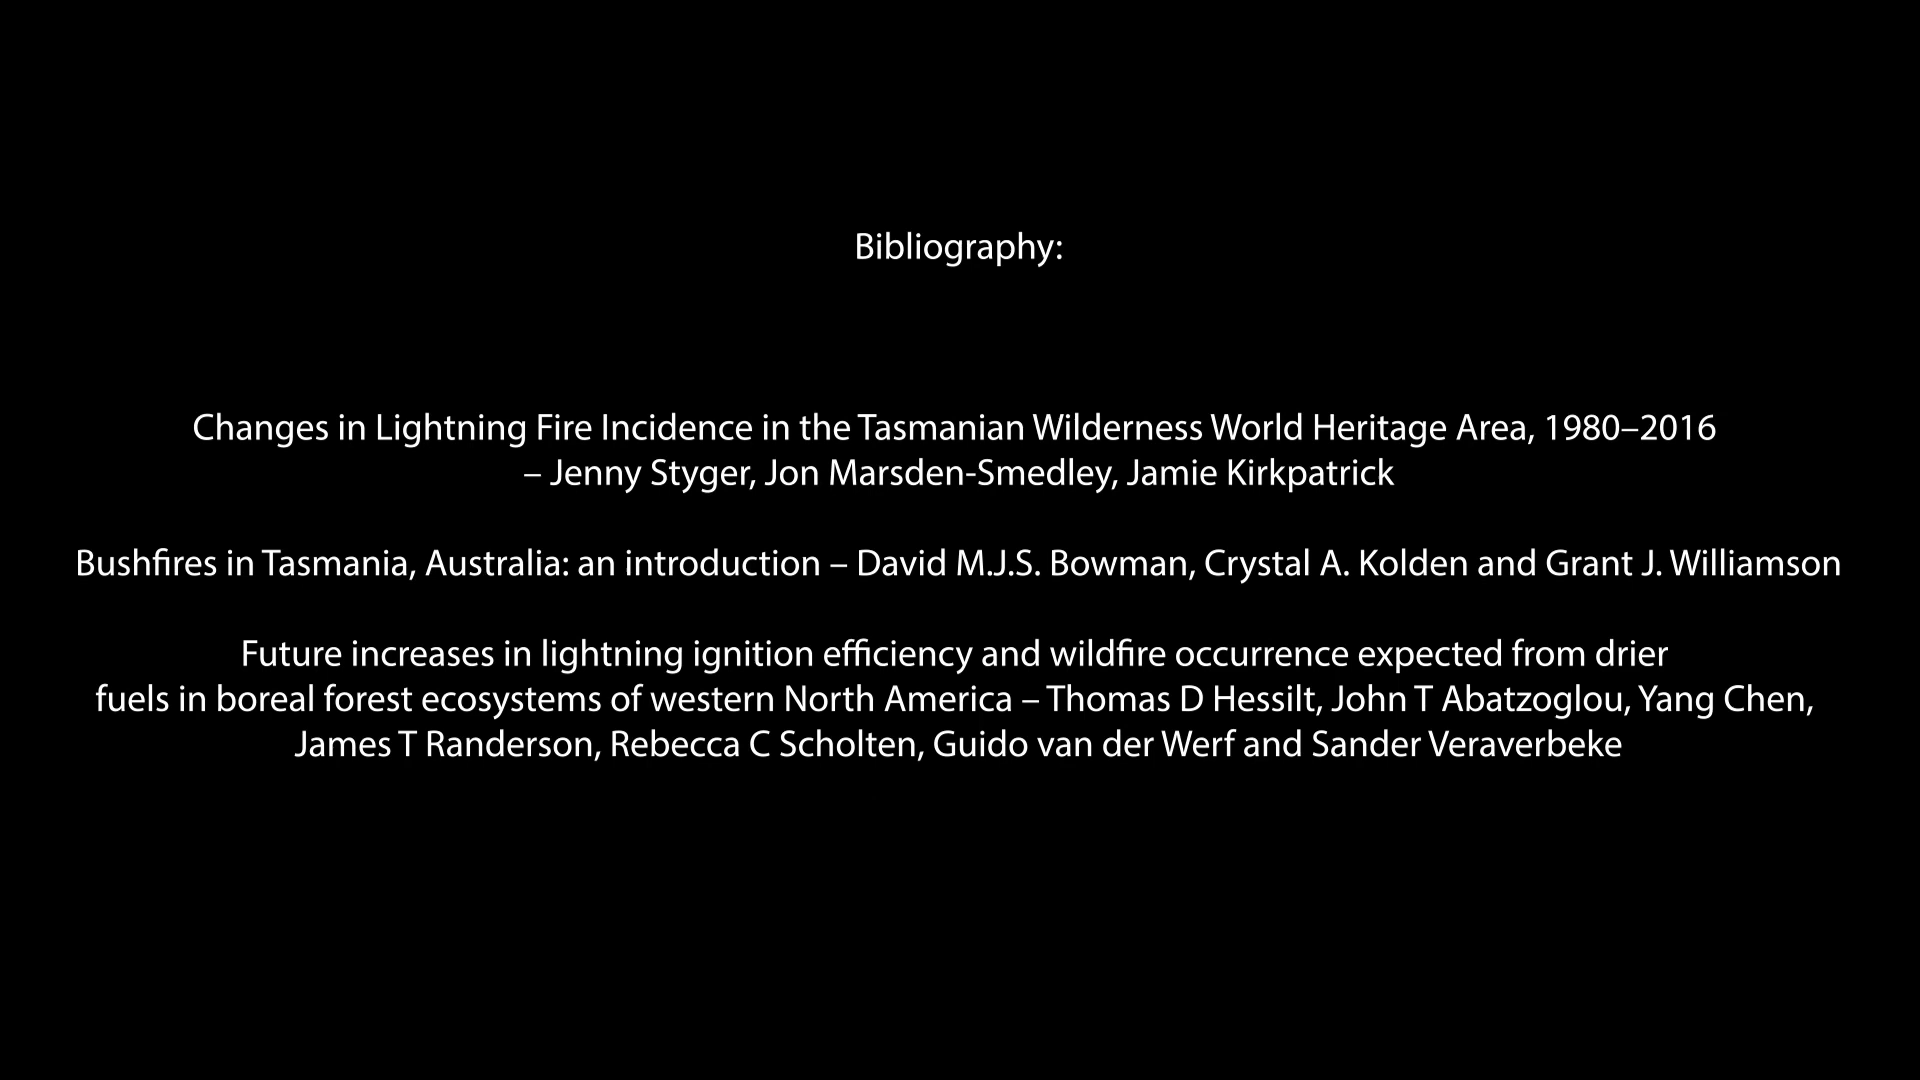 Bibliography:
Changes in Lightning Fire Incidence in the Tasmanian Wilderness World Heritage Area, 1980–2016
– Jenny Styger, Jon Marsden-Smedley, Jamie Kirkpatrick
Bushfires in Tasmania, Australia: an introduction – David M.J.S. Bowman, Crystal A. Kolden and Grant J. Williamson
Future increases in lightning ignition efficiency and wildfire occurrence expected from drier
fuels in boreal forest ecosystems of western North America – Thomas D Hessilt, John T Abatzoglou, Yang Chen,
James T Randerson, Rebecca C Scholten, Guido van der Werf and Sander Veraverbeke